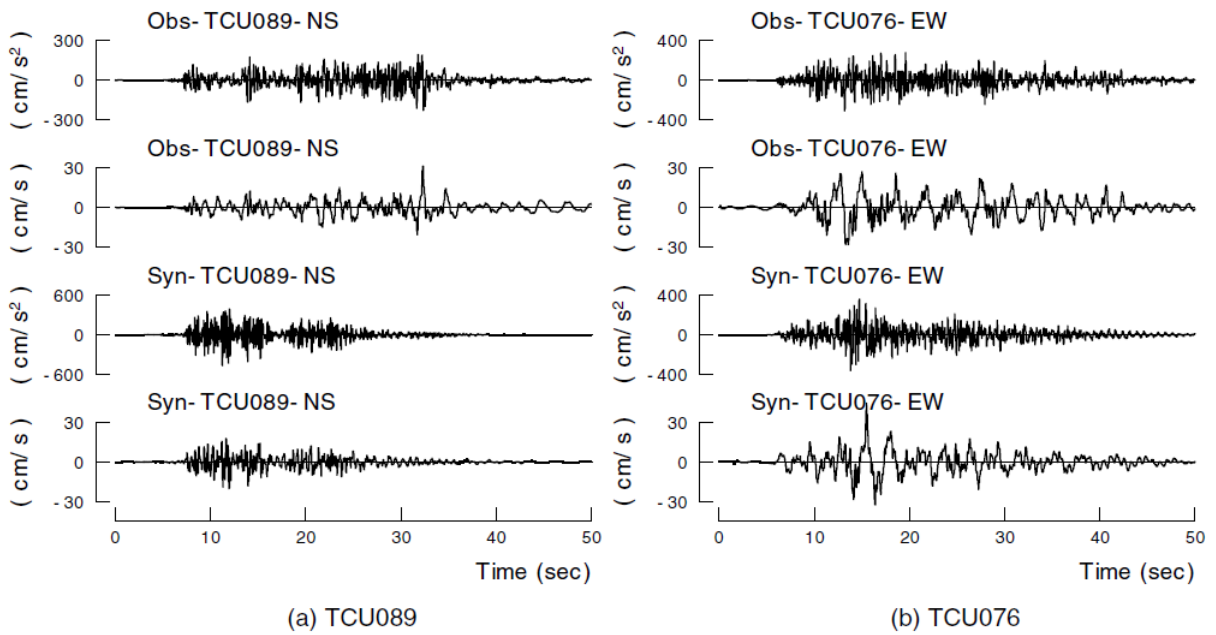 Obs- TCU089- NS
300
0
- 300
( cm/ s²)
Obs- TCU089- NS
30
0
- 30
( cm/ s )
Syn- TCU089- NS
600
0
- 600
( cm/ s²)
Syn- TCU089- NS
30
0
- 30
( cm/ s )
0 10 20 30 40 50
Time (sec)
(a) TCU089
Obs- TCU076- EW
400
0
- 400
( cm/ s²)
Obs- TCU076- EW
30
0
- 30
( cm/ s )
Syn- TCU076- EW
400
0
- 400
( cm/ s²)
Syn- TCU076- EW
30
0
- 30
( cm/ s )
0 10 20 30 40 50
Time (sec)
(b) TCU076